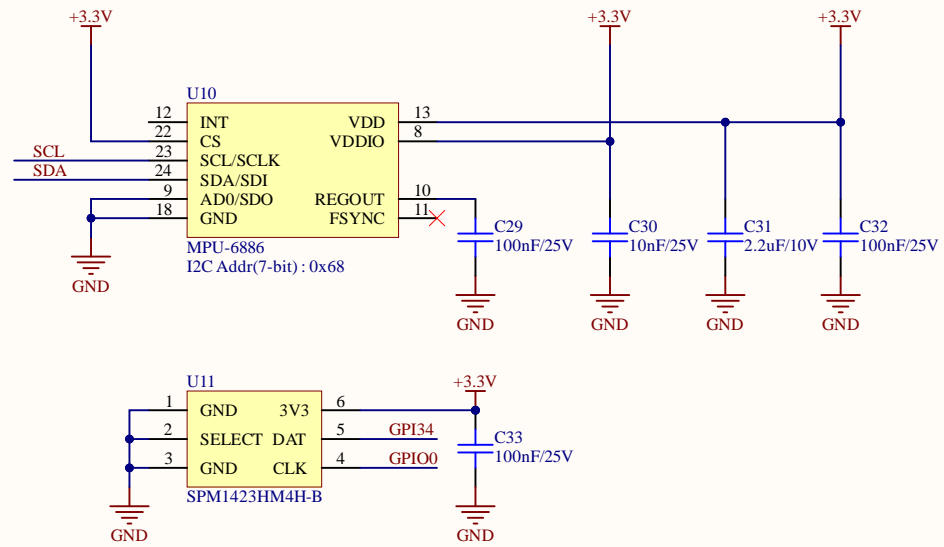 +3.3V +3.3V +3.3V
U10
12 INT VDD 13
22 CS VDDIO 8
SCL 23 SCL/SCLK
SDA 24 SDA/SDI
9 AD0/SDO REGOUT 10
18 GND FSYNC 11
C29 C30 C31 C32
100nF/25V 10nF/25V 2.2uF/10V 100nF/25V
MPU-6886
I2C Addr(7-bit) : 0x68
GND
GND GND GND GND
U11 +3.3V
1 GND 3V3 6
2 SELECT DAT 5 GPI34
C33
100nF/25V
3 GND CLK 4 GPIO0
SPM1423HM4H-B
GND GND